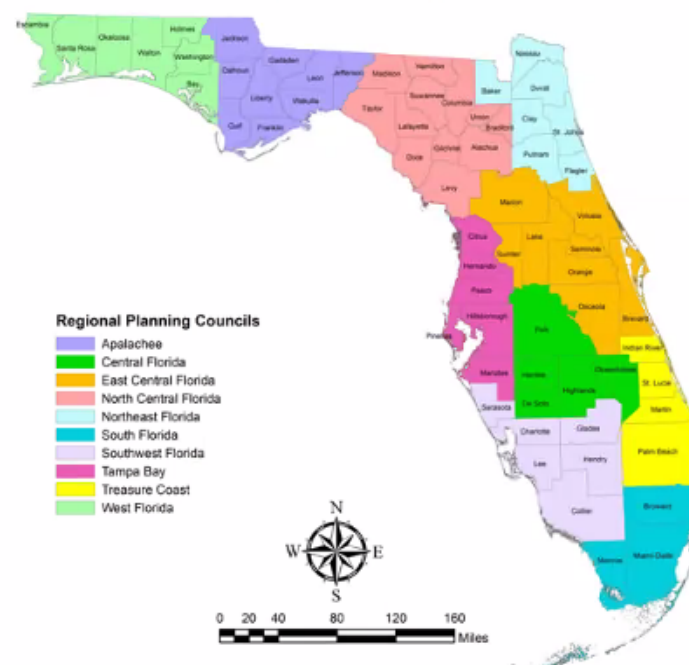 Escambia
Santa Rosa
Okaloosa
Walton
Holmes
Washington
Bay
Jackson
Calhoun
Gulf
Liberty
Gadsden
Franklin
Leon
Wakulla
Jefferson
Madison
Taylor
Hamilton
Suwannee
Lafayette
Dixie
Columbia
Gilchrist
Levy
Union
Bradford
Alachua
Baker
Nassau
Duval
Clay
St. Johns
Putnam
Flagler
Marion
Volusia
Citrus
Lake
Sumter
Seminole
Hernando
Orange
Pasco
Osceola
Hillsborough
Brevard
Pinellas
Polk
Indian River
Manatee
Hardee
Okeechobee
Highlands
St. Lucie
De Soto
Sarasota
Martin
Charlotte
Glades
Palm Beach
Lee
Hendry
Collier
Broward
Monroe
Miami-Dade
Regional Planning Councils
Apalachee
Central Florida
East Central Florida
North Central Florida
Northeast Florida
South Florida
Southwest Florida
Tampa Bay
Treasure Coast
West Florida
N
W E
S
0 20 40 80 120 160
Miles